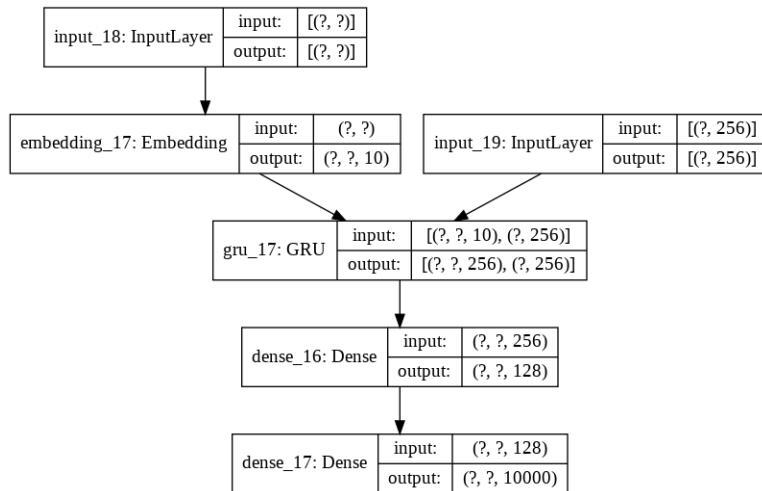 input_18: InputLayer
input: [(?, ?)]
output: [(?, ?)]
embedding_17: Embedding
input: (?, ?)
output: (?, ?, 10)
input_19: InputLayer
input: [(?, 256)]
output: [(?, 256)]
gru_17: GRU
input: [(?, ?, 10), (?, 256)]
output: [(?, ?, 256), (?, 256)]
dense_16: Dense
input: (?, ?, 256)
output: (?, ?, 128)
dense_17: Dense
input: (?, ?, 128)
output: (?, ?, 10000)